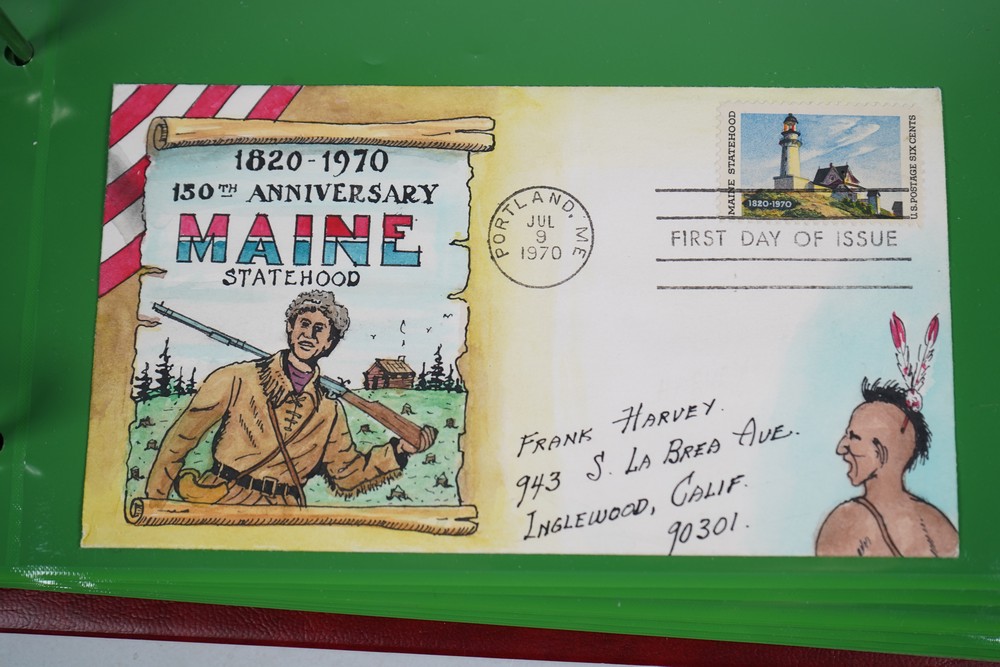 1820-1970
150TH ANNIVERSARY
MAINE
STATEHOOD
PORTLAND, ME
JUL
9
1970
MAINE STATEHOOD
1820-1970
U.S. POSTAGE SIX CENTS
FIRST DAY OF ISSUE
FRANK HARVEY.
943 S. LA BREA AVE.
INGLEWOOD, CALIF.
90301.